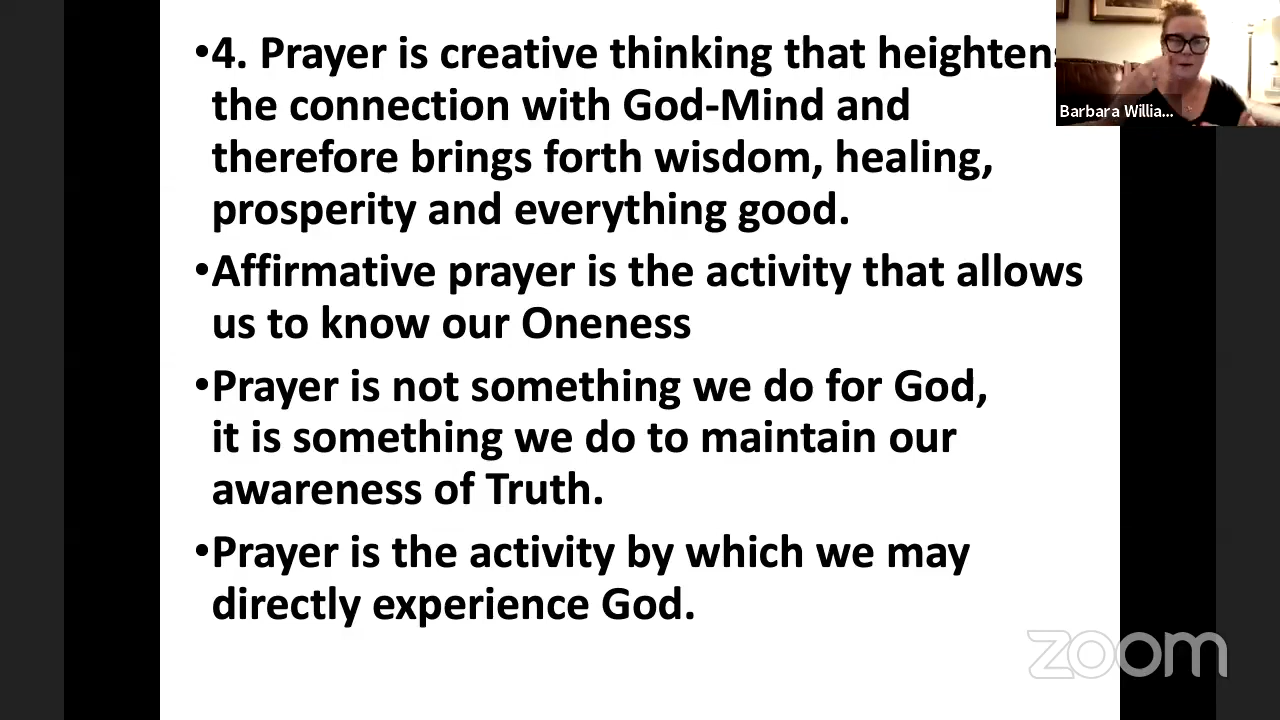 •4. Prayer is creative thinking that heightens
the connection with God-Mind and
therefore brings forth wisdom, healing,
prosperity and everything good.
•Affirmative prayer is the activity that allows
us to know our Oneness
•Prayer is not something we do for God,
it is something we do to maintain our
awareness of Truth.
•Prayer is the activity by which we may
directly experience God.
Barbara Willia...
zoom